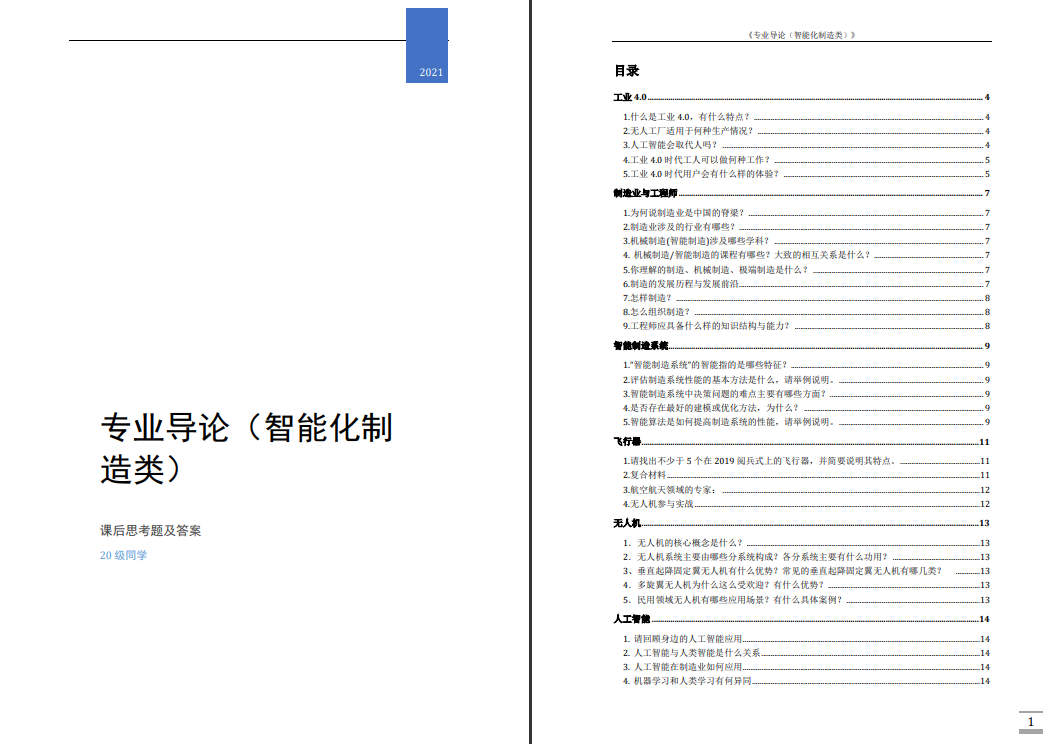 2021
专业导论（智能化制
造类）
课后思考题及答案
20 级同学
《专业导论（智能化制造类）》
目录
工业 4.0 4
1.什么是工业 4.0，有什么特点？ 4
2.无人工厂适用于何种生产情况？ 4
3.人工智能会取代人吗？ 4
4.工业 4.0 时代工人可以做何种工作？ 5
5.工业 4.0 时代用户会有什么样的体验？ 5
制造业与工程师 7
1.为何说制造业是中国的脊梁？ 7
2.制造业涉及的行业有哪些？ 7
3.机械制造(智能制造)涉及哪些学科？ 7
4. 机械制造/智能制造的课程有哪些？大致的相互关系是什么？ 7
5.你理解的制造、机械制造、极端制造是什么？ 7
6.制造的发展历程与发展前沿 7
7.怎样制造？ 8
8.怎么组织制造？ 8
9.工程师应具备什么样的知识结构与能力？ 8
智能制造系统 9
1.“智能制造系统”的智能指的是哪些特征？ 9
2.评估制造系统性能的基本方法是什么，请举例说明。 9
3.智能制造系统中决策问题的难点主要有哪些方面？ 9
4.是否存在最好的建模或优化方法，为什么？ 9
5.智能算法是如何提高制造系统的性能，请举例说明。 9
飞行器 11
1.请找出不少于 5 个在 2019 阅兵式上的飞行器，并简要说明其特点。 11
2.复合材料 11
3.航空航天领域的专家： 12
4.无人机参与实战 12
无人机 13
1．无人机的核心概念是什么？ 13
2．无人机系统主要由哪些分系统构成？各分系统主要有什么功用？ 13
3、垂直起降固定翼无人机有什么优势？常见的垂直起降固定翼无人机有哪几类？ 13
4．多旋翼无人机为什么这么受欢迎？有什么优势？ 13
5．民用领域无人机有哪些应用场景？有什么具体案例？ 13
人工智能 14
1. 请回顾身边的人工智能应用 14
2. 人工智能与人类智能是什么关系 14
3. 人工智能在制造业如何应用 14
4. 机器学习和人类学习有何异同 14
1